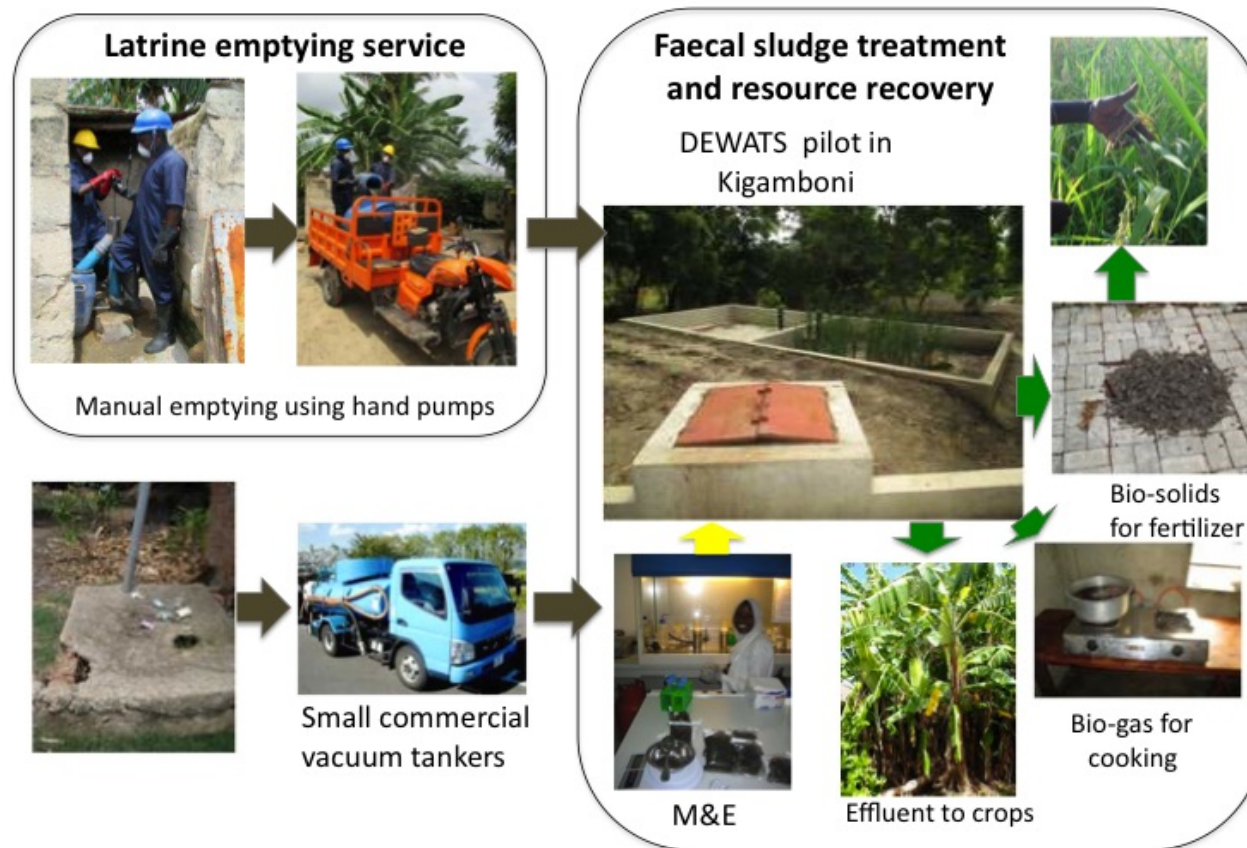 Latrine emptying service
Manual emptying using hand pumps
Small commercial
vacuum tankers
Faecal sludge treatment
and resource recovery
DEWATS pilot in
Kigamboni
Bio-solids
for fertilizer
Bio-gas for
cooking
Effluent to crops
M&E